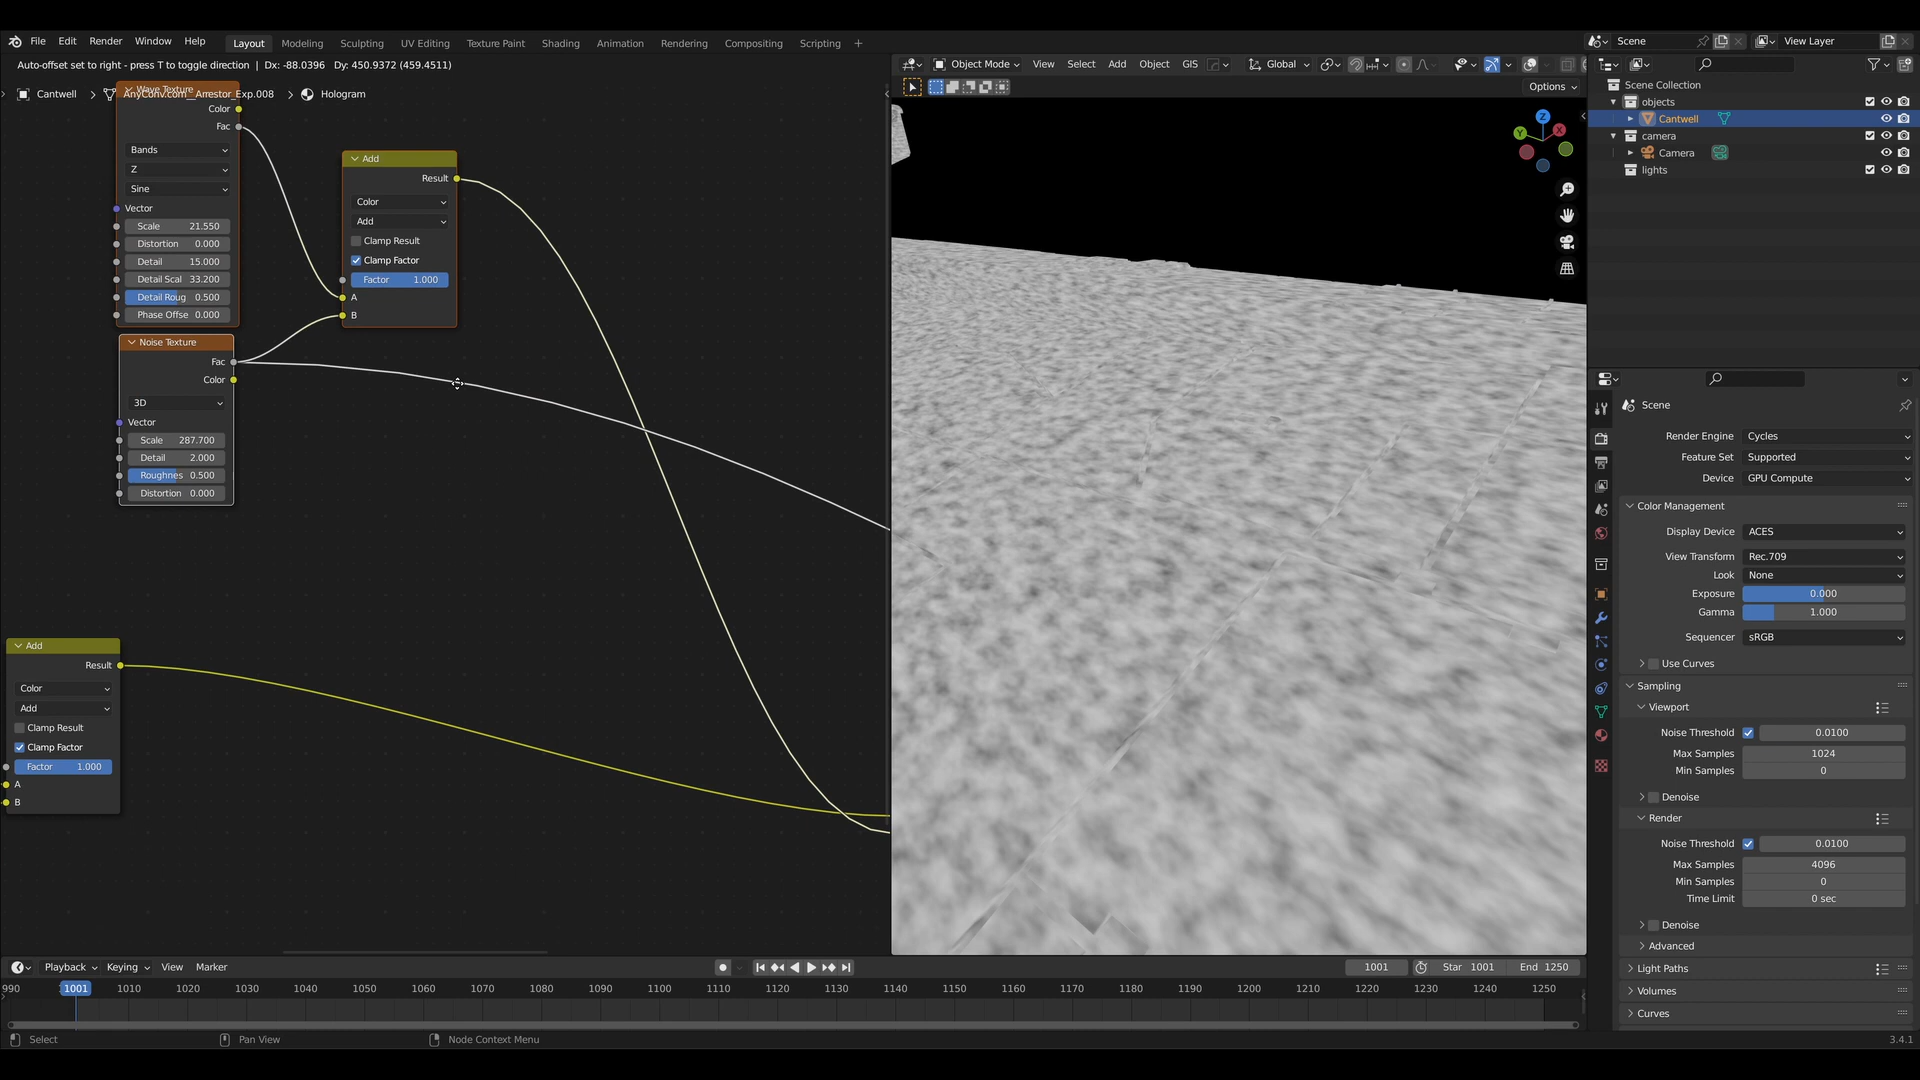 File Edit Render Window Help Layout Modeling Sculpting UV Editing Texture Paint Shading Animation Rendering Compositing Scripting + Scene View Layer
Auto-offset set to right - press T to toggle direction | Dx: -88.0396 Dy: 450.9372 (459.4511)
Object Mode View Select Add Object GIS Global
Options
Cantwell > AnyConv.com__Arrestor_Exp.008 > Hologram
Wave Texture
Color
Fac
Bands
Z
Sine
Vector
Scale 21.550
Distortion 0.000
Detail 15.000
Detail Scal 33.200
Detail Roug 0.500
Phase Offse 0.000
Add
Result
Color
Add
Clamp Result
Clamp Factor
Factor 1.000
A
B
Noise Texture
Fac
Color
3D
Vector
Scale 287.700
Detail 2.000
Roughnes 0.500
Distortion 0.000
Add
Result
Color
Add
Clamp Result
Clamp Factor
Factor 1.000
A
B
Z
Y
X
Scene Collection
objects
Cantwell
camera
Camera
lights
Scene
Render Engine Cycles
Feature Set Supported
Device GPU Compute
Color Management
Display Device ACES
View Transform Rec.709
Look None
Exposure 0.000
Gamma 1.000
Sequencer sRGB
Use Curves
Sampling
Viewport
Noise Threshold 0.0100
Max Samples 1024
Min Samples 0
Denoise
Render
Noise Threshold 0.0100
Max Samples 4096
Min Samples 0
Time Limit 0 sec
Denoise
Advanced
Light Paths
Volumes
Curves
Playback Keying View Marker 1001 Star 1001 End 1250
990 1001 1010 1020 1030 1040 1050 1060 1070 1080 1090 1100 1110 1120 1130 1140 1150 1160 1170 1180 1190 1200 1210 1220 1230 1240 1250
Select Pan View Node Context Menu 3.4.1